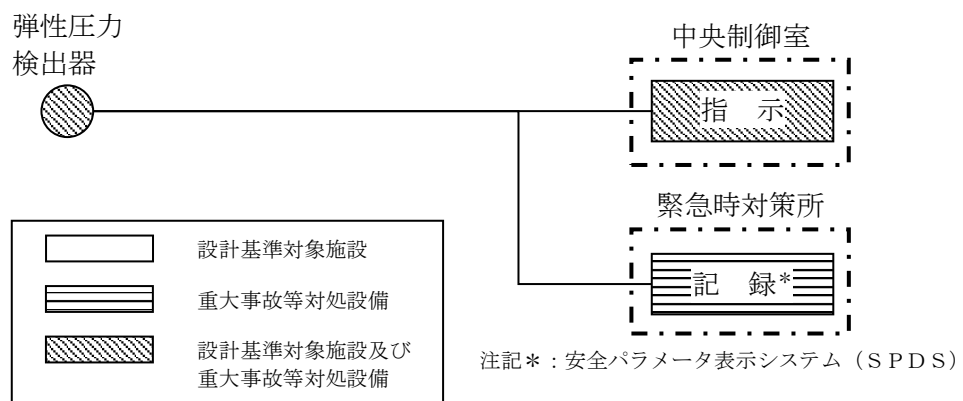 弾性圧力
検出器
中央制御室
指　示
緊急時対策所
記　録*
設計基準対象施設
重大事故等対処設備
設計基準対象施設及び
重大事故等対処設備
注記＊：安全パラメータ表示システム（ＳＰＤＳ）